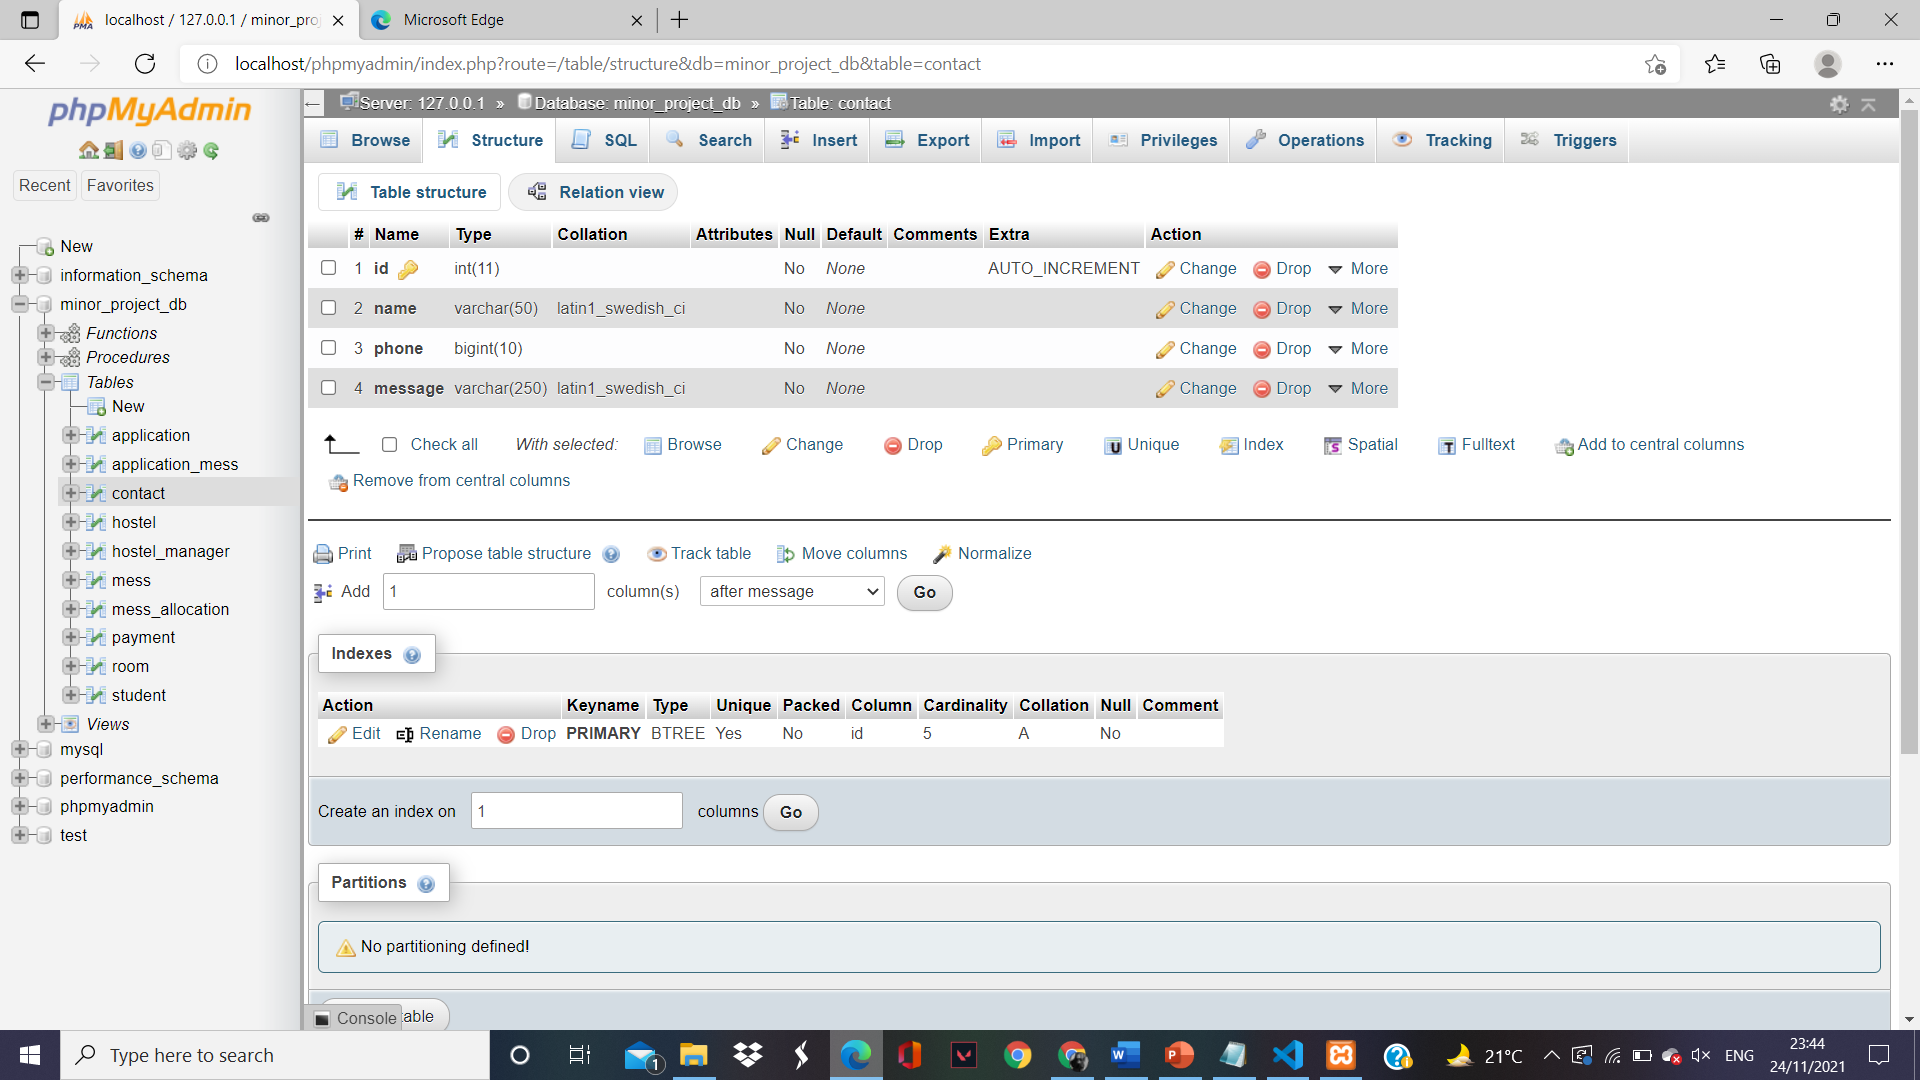 localhost / 127.0.0.1 / minor_pro
Microsoft Edge
localhost/phpmyadmin/index.php?route=/table/structure&db=minor_project_db&table=contact
phpMyAdmin
Recent Favorites
New
information_schema
minor_project_db
Functions
Procedures
Tables
New
application
application_mess
contact
hostel
hostel_manager
mess
mess_allocation
payment
room
student
Views
mysql
performance_schema
phpmyadmin
test
Server: 127.0.0.1 » Database: minor_project_db » Table: contact
Browse Structure SQL Search Insert Export Import Privileges Operations Tracking Triggers
Table structure Relation view
# Name Type Collation Attributes Null Default Comments Extra Action
1 id int(11) No None AUTO_INCREMENT Change Drop More
2 name varchar(50) latin1_swedish_ci No None Change Drop More
3 phone bigint(10) No None Change Drop More
4 message varchar(250) latin1_swedish_ci No None Change Drop More
Check all With selected: Browse Change Drop Primary Unique Index Spatial Fulltext Add to central columns
Remove from central columns
Print Propose table structure Track table Move columns Normalize
Add 1 column(s) after message Go
Indexes
Action Keyname Type Unique Packed Column Cardinality Collation Null Comment
Edit Rename Drop PRIMARY BTREE Yes No id 5 A No
Create an index on 1 columns Go
Partitions
No partitioning defined!
Console table
Type here to search
1
21°C
ENG
23:44
24/11/2021